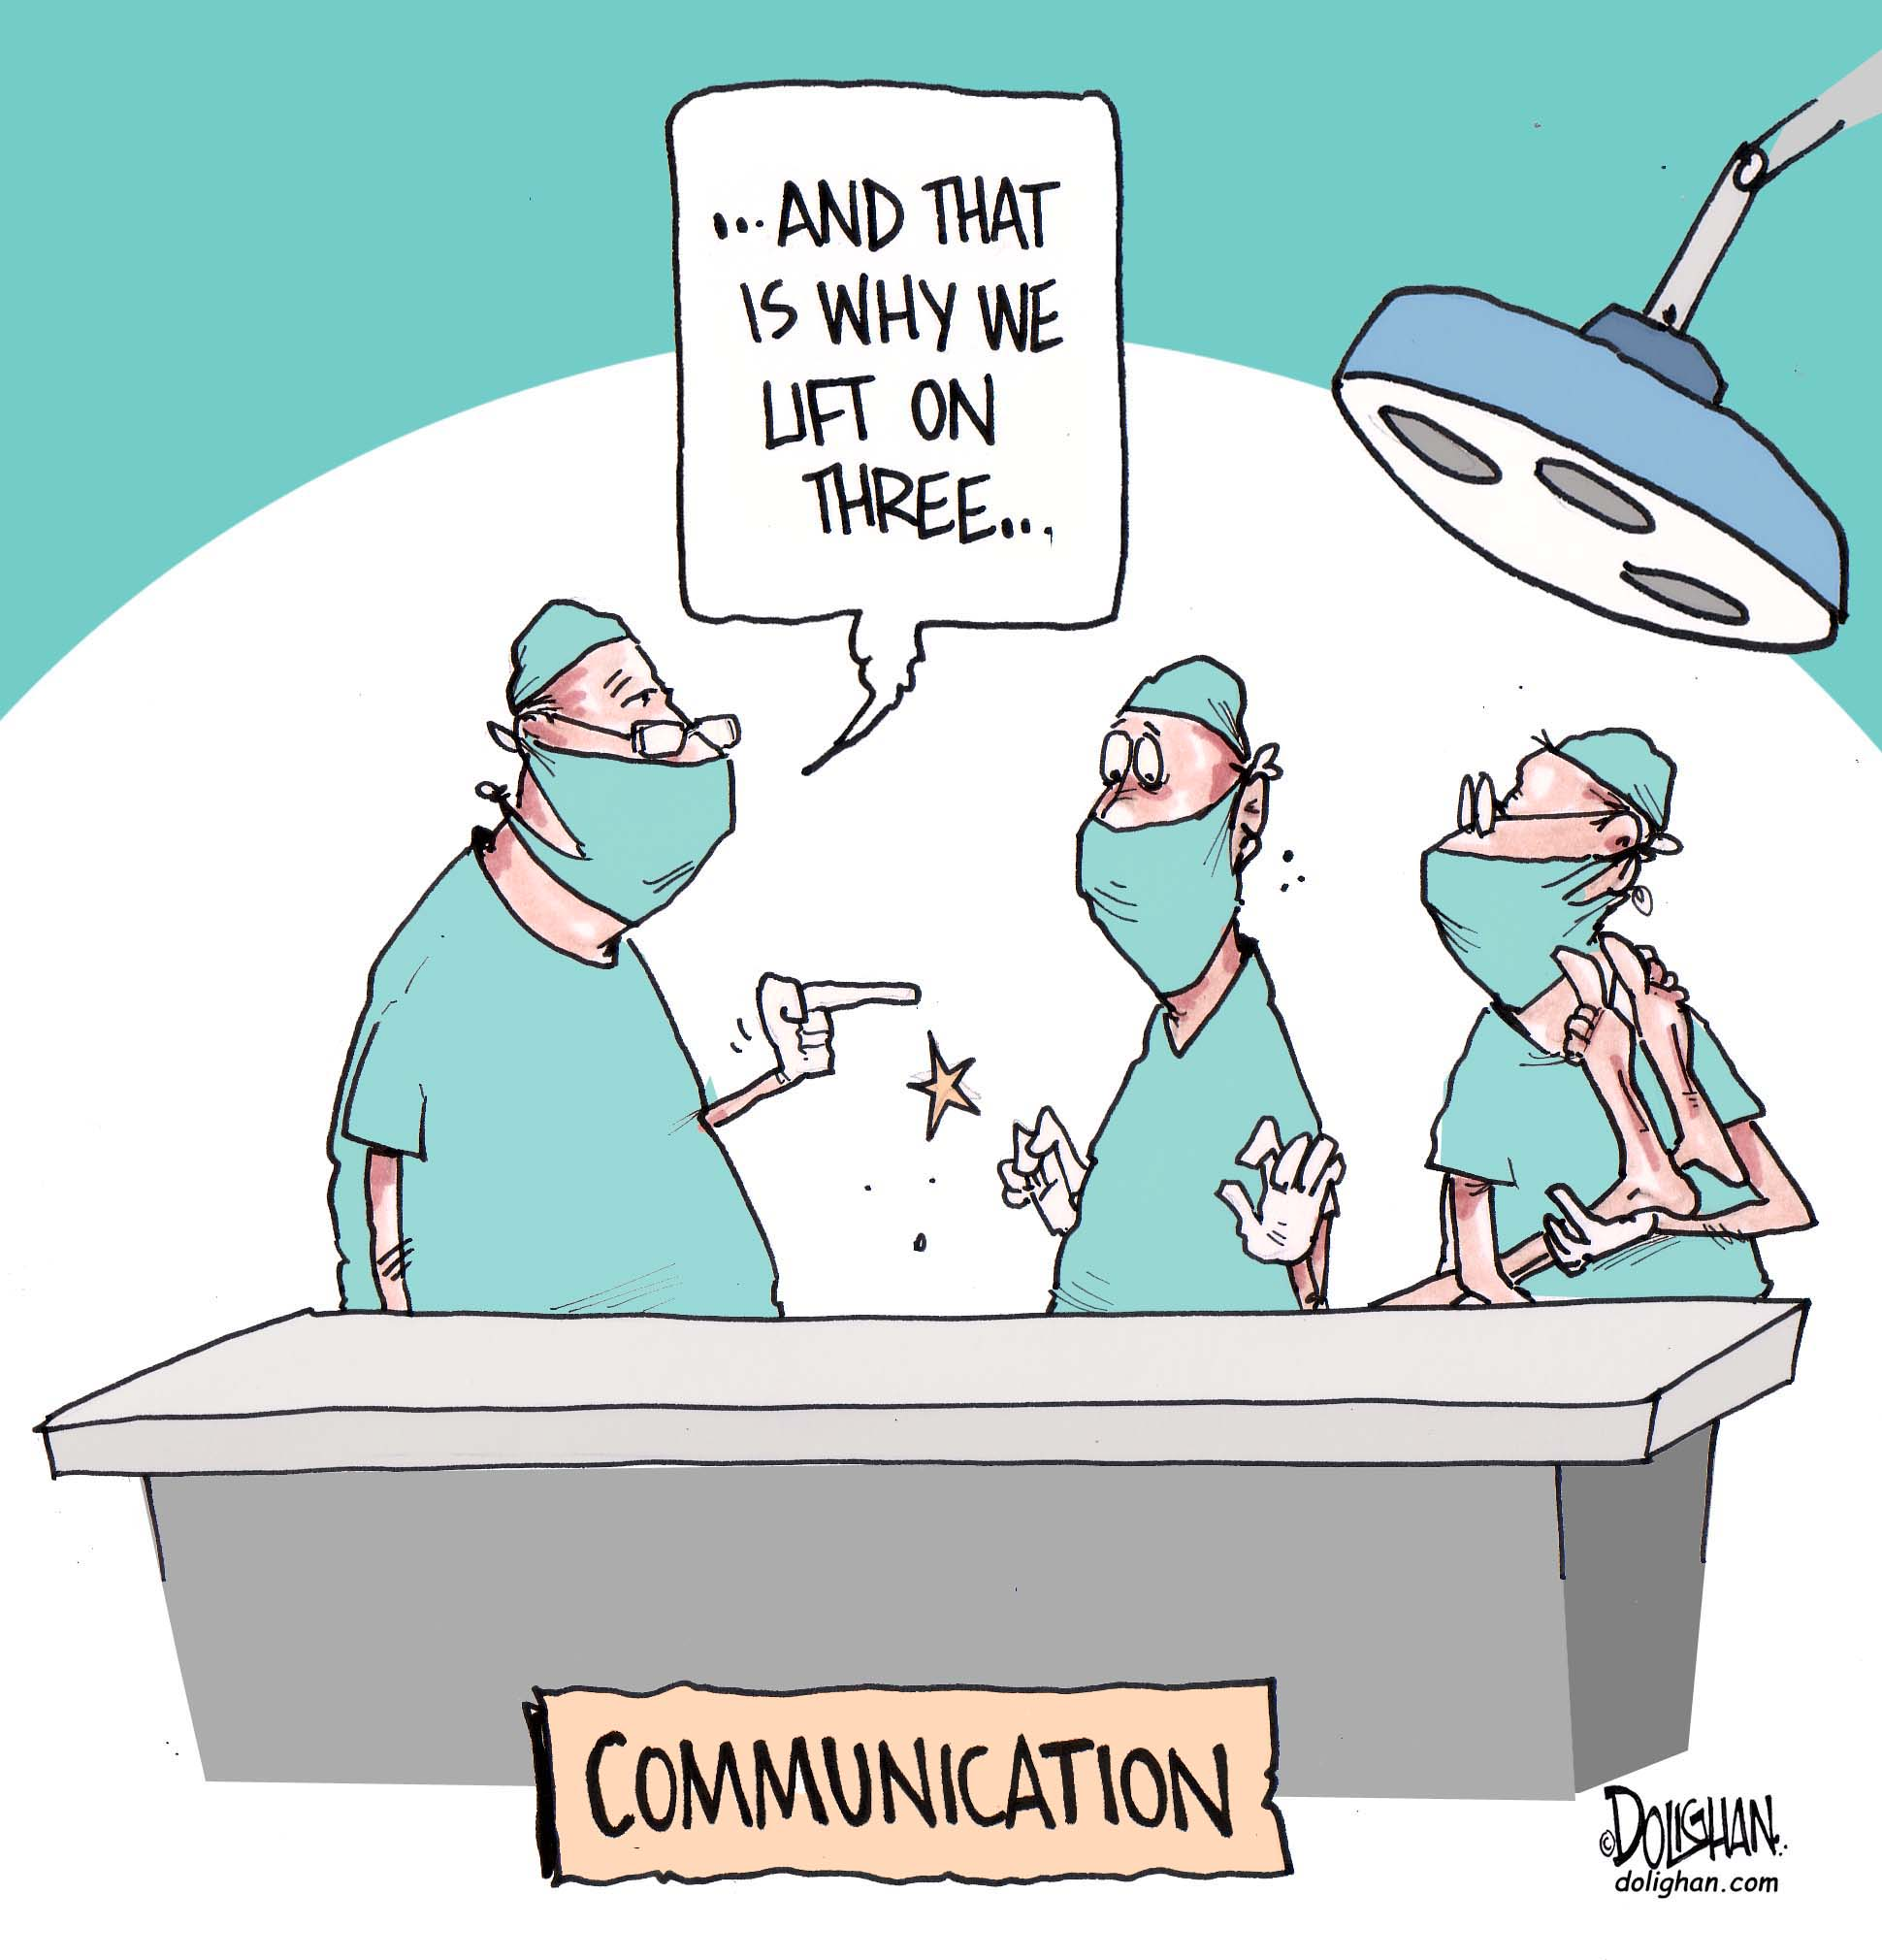 ...AND THAT
IS WHY WE
LIFT ON
THREE...
COMMUNICATION
©DOLIGHAN.
dolighan.com